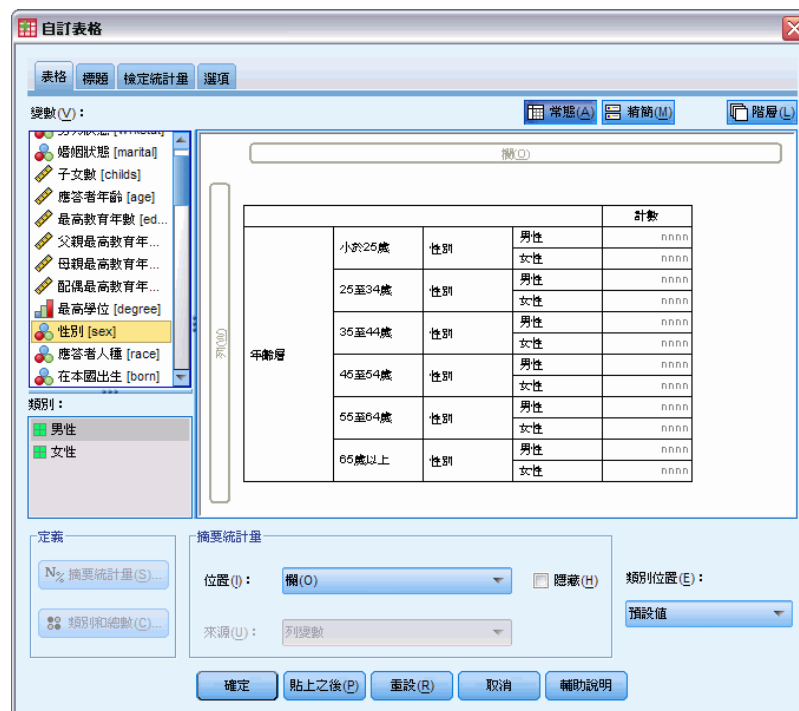 自訂表格
表格 標題 檢定統計量 選項
變數(V)：
常態(A) 精簡(M) 階層(L)
婚姻狀態 [marital]
子女數 [childs]
應答者年齡 [age]
最高教育年數 [ed...
父親最高教育年...
母親最高教育年...
配偶最高教育年...
最高學位 [degree]
性別 [sex]
應答者人種 [race]
在本國出生 [born]
類別：
男性
女性
欄(O)
列(W)
計數
年齡層
小於25歲 性別 男性 nnnn
女性 nnnn
25至34歲 性別 男性 nnnn
女性 nnnn
35至44歲 性別 男性 nnnn
女性 nnnn
45至54歲 性別 男性 nnnn
女性 nnnn
55至64歲 性別 男性 nnnn
女性 nnnn
65歲以上 性別 男性 nnnn
女性 nnnn
定義
N% 摘要統計量(S)...
類別和總數(C)...
摘要統計量
位置(I)： 欄(O) 隱藏(H)
來源(U)： 列變數
類別位置(E)：
預設值
確定 貼上之後(P) 重設(R) 取消 輔助說明